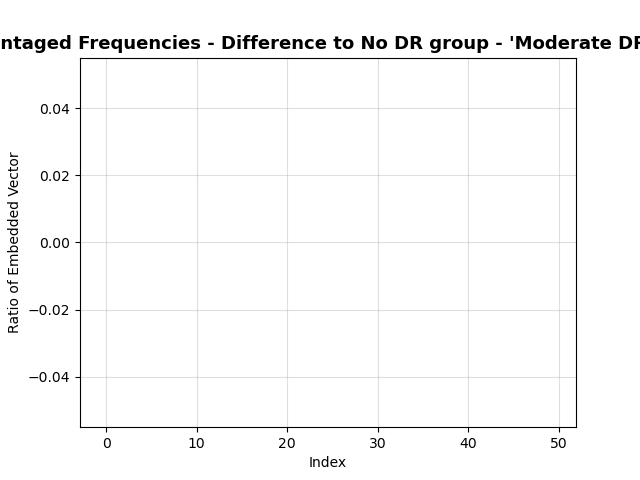 ntaged Frequencies - Difference to No DR group - 'Moderate DR
0.04
0.02
0.00
−0.02
−0.04
Ratio of Embedded Vector
0 10 20 30 40 50
Index